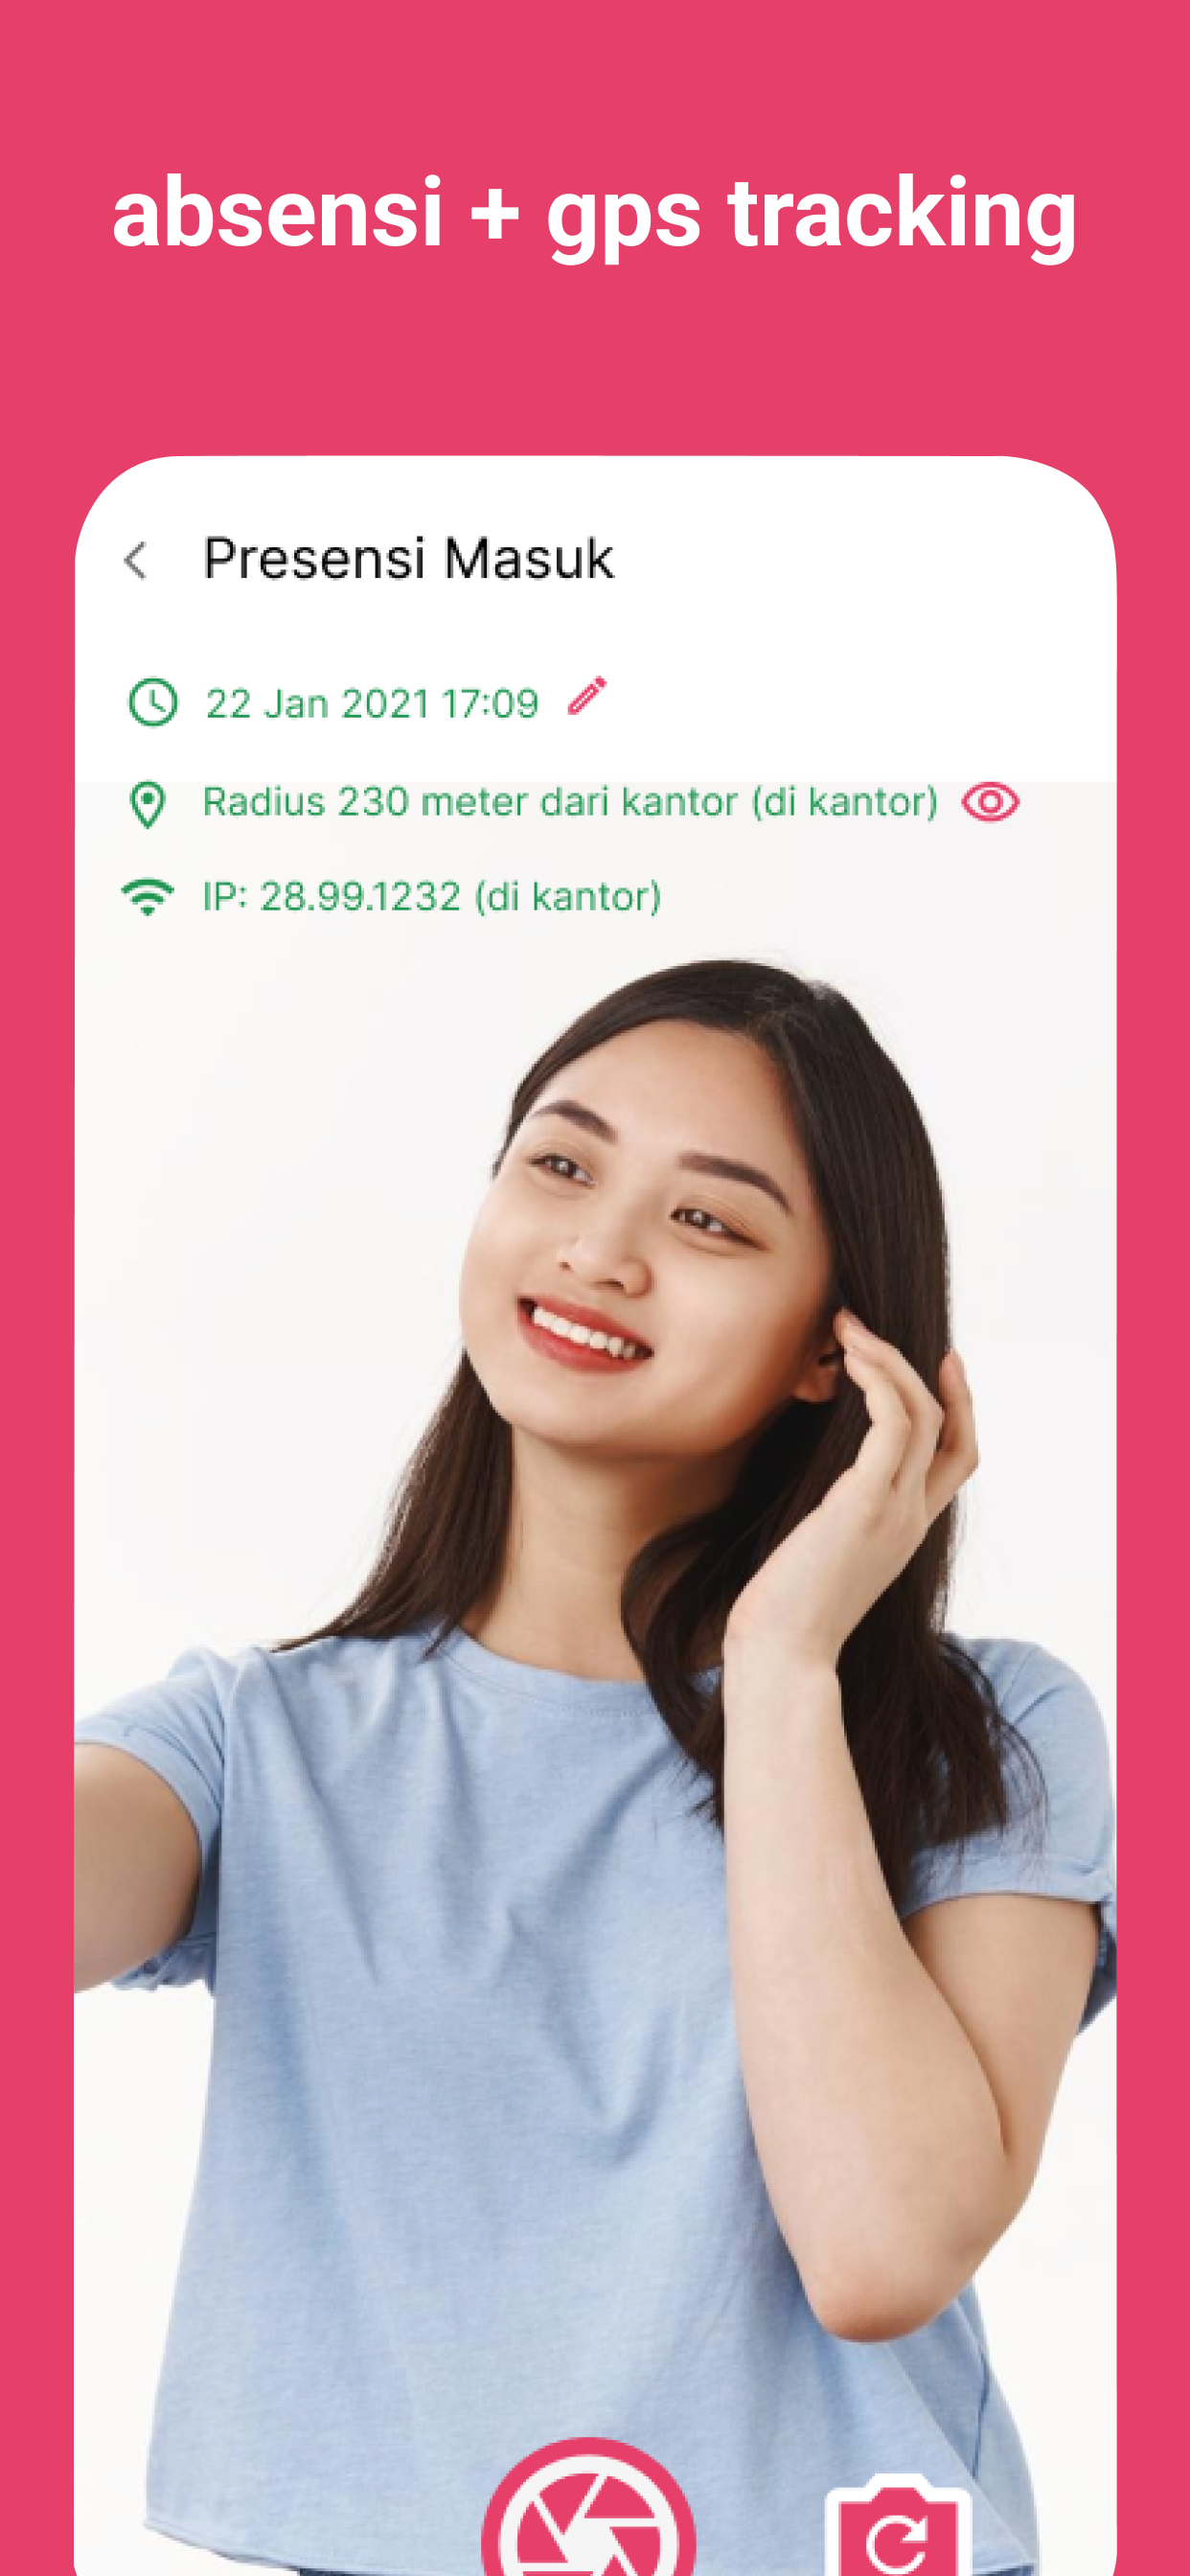 absensi + gps tracking
Presensi Masuk
22 Jan 2021 17:09
Radius 230 meter dari kantor (di kantor)
IP: 28.99.1232 (di kantor)